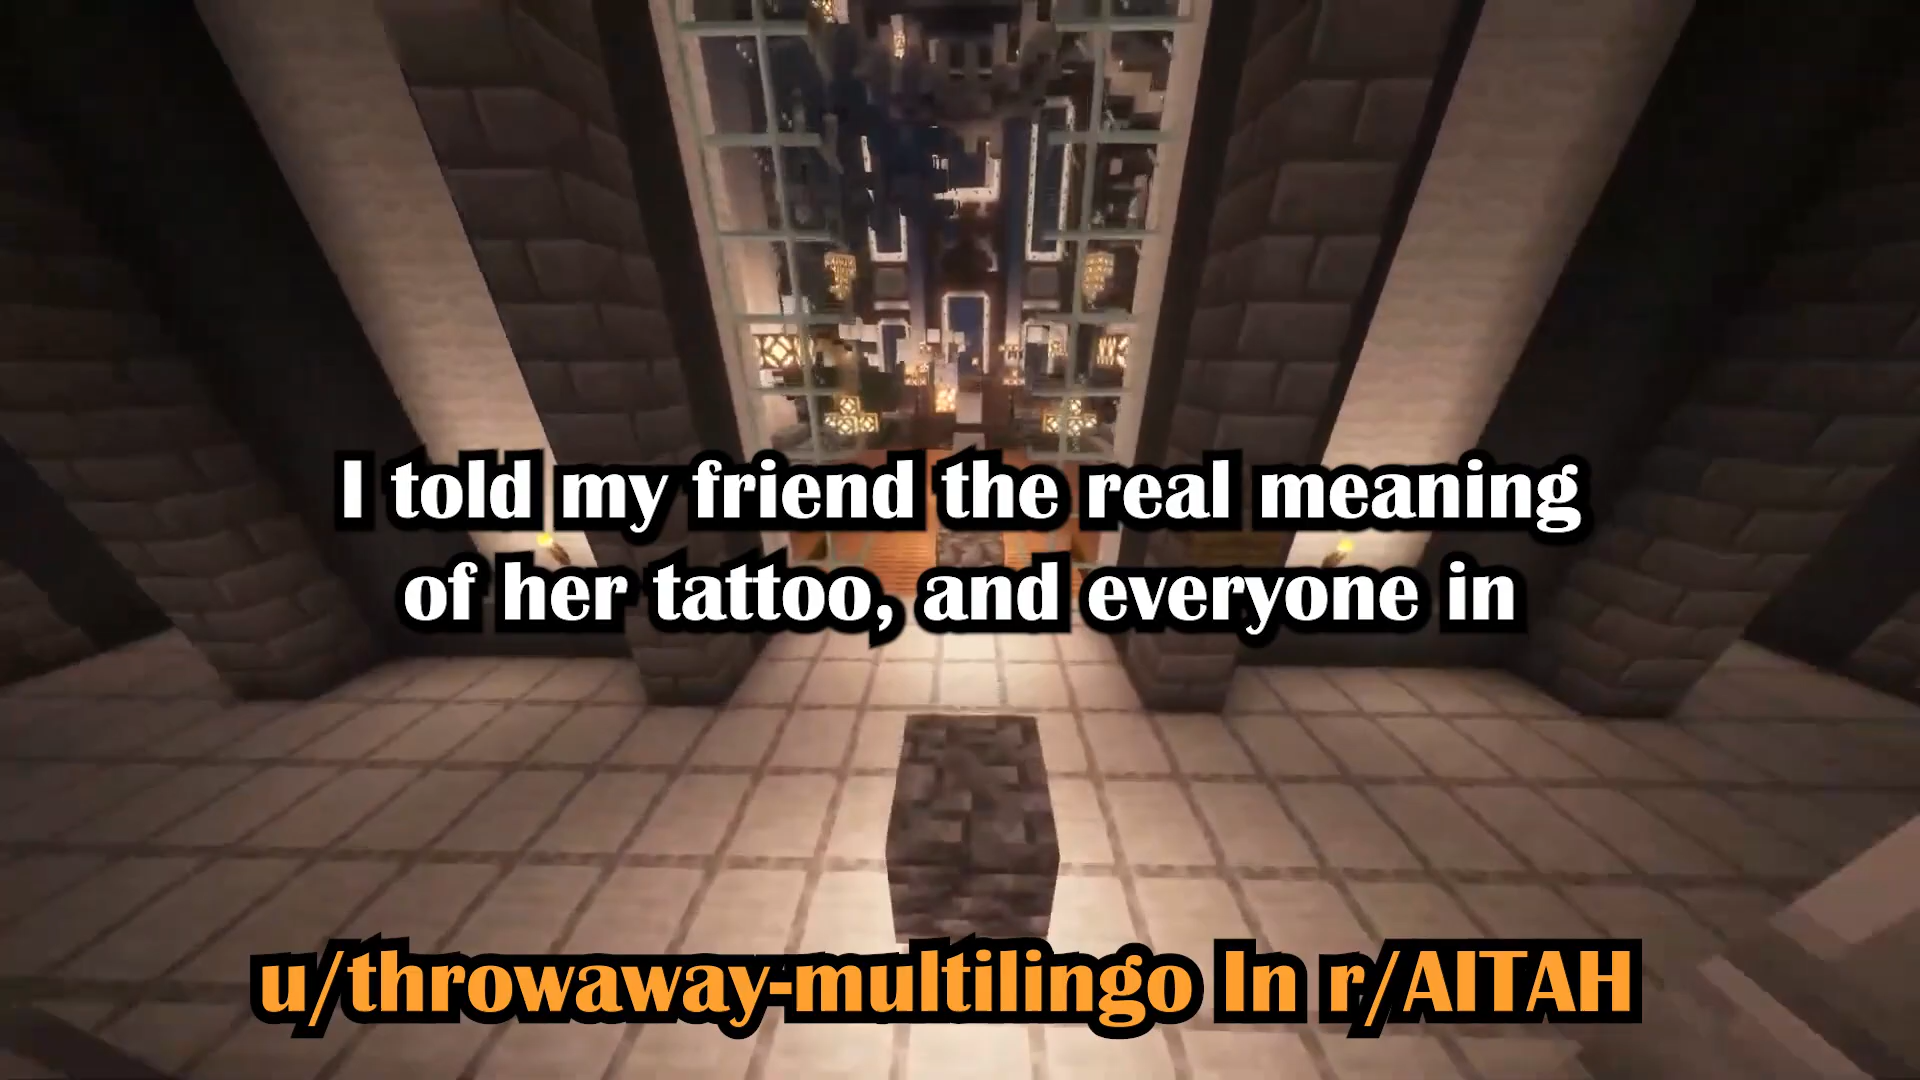 I told my friend the real meaning
of her tattoo, and everyone in
u/throwaway-multilingo In r/AITAH